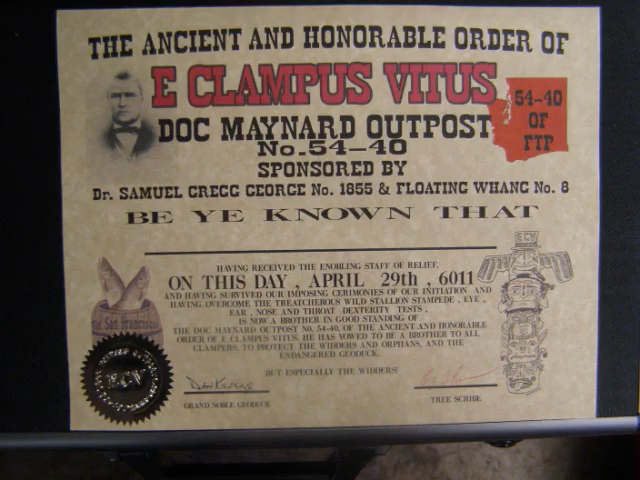 THE ANCIENT AND HONORABLE ORDER OF
E CLAMPUS VITUS
DOC MAYNARD OUTPOST
No.54-40
54-40
OF
FTP
SPONSORED BY
Dr. SAMUEL GREGG GEORGE No. 1855 & FLOATING WHANG No. 8
BE YE KNOWN THAT
HAVING RECEIVED THE ENOBLING STAFF OF RELIEF,
ON THIS DAY , APRIL 29th , 6011
AND HAVING SURVIVED OUR IMPOSING CEREMONIES OF OUR INITIATION AND
HAVING OVERCOME THE TREATCHEROUS WILD STALLION STAMPEDE , EYE ,
EAR , NOSE AND THROAT DEXTERITY TESTS ,
IS NOW A BROTHER IN GOOD STANDING OF
THE DOC MAYNARD OUTPOST No. 54-40, OF THE ANCIENT AND HONORABLE
ORDER OF E CLAMPUS VITUS. HE HAS VOWED TO BE A BROTHER TO ALL
CLAMPERS, TO PROTECT THE WIDDERS AND ORPHANS, AND THE
ENDANGERED GEODUCK.
BUT ESPECIALLY THE WIDDERS!
San Francisco
ECV
ECV
GRAND NOBLE GEODUCK
TREE SCRIBE